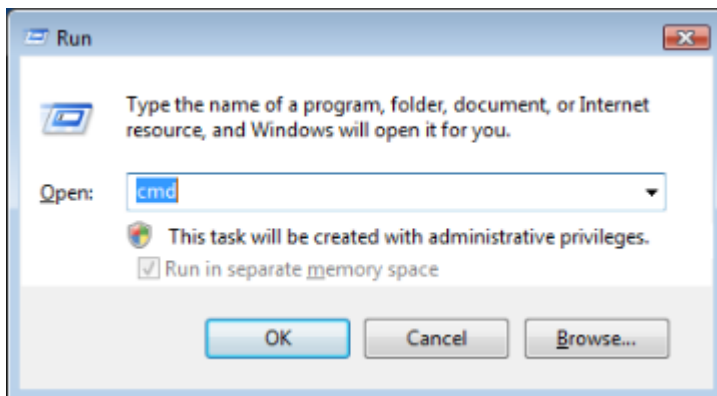 Run
Type the name of a program, folder, document, or Internet
resource, and Windows will open it for you.
Open: cmd
This task will be created with administrative privileges.
Run in separate memory space
OK Cancel Browse...